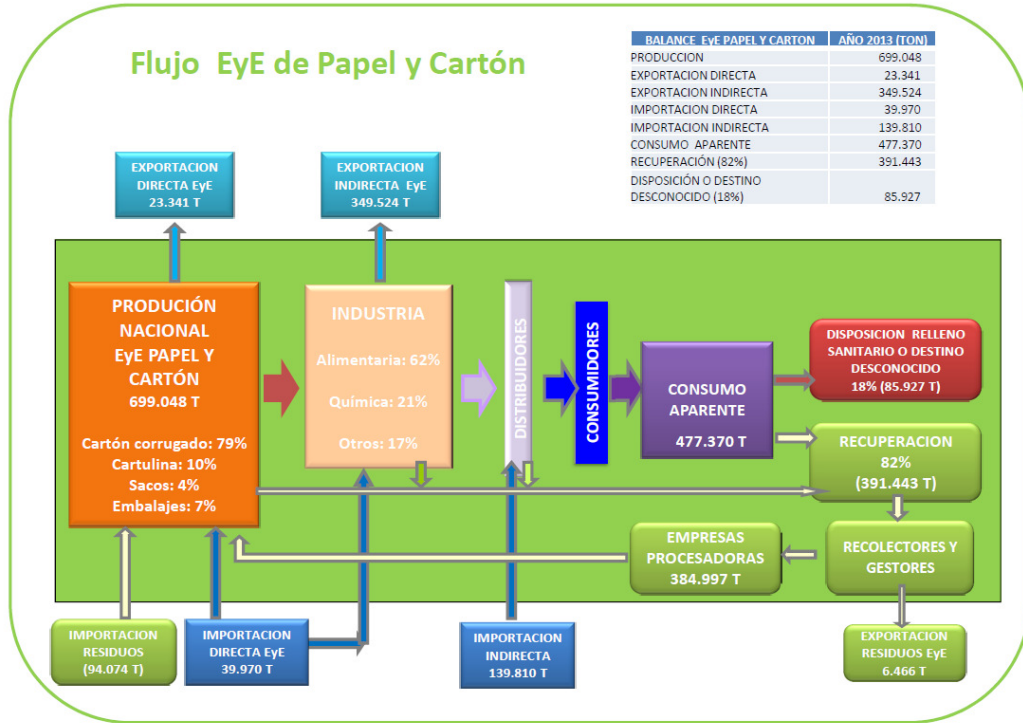 Flujo EyE de Papel y Cartón
BALANCE EyE PAPEL Y CARTON AÑO 2013 (TON)
PRODUCCION 699.048
EXPORTACION DIRECTA 23.341
EXPORTACION INDIRECTA 349.524
IMPORTACION DIRECTA 39.970
IMPORTACION INDIRECTA 139.810
CONSUMO APARENTE 477.370
RECUPERACIÓN (82%) 391.443
DISPOSICIÓN O DESTINO
DESCONOCIDO (18%) 85.927
EXPORTACION
DIRECTA EyE
23.341 T
EXPORTACION
INDIRECTA EyE
349.524 T
PRODUCIÓN
NACIONAL
EyE PAPEL Y
CARTÓN
699.048 T
Cartón corrugado: 79%
Cartulina: 10%
Sacos: 4%
Embalajes: 7%
INDUSTRIA
Alimentaria: 62%
Química: 21%
Otros: 17%
DISTRIBUIDORES
CONSUMIDORES
CONSUMO
APARENTE
477.370 T
DISPOSICION RELLENO
SANITARIO O DESTINO
DESCONOCIDO
18% (85.927 T)
RECUPERACION
82%
(391.443 T)
RECOLECTORES Y
GESTORES
EMPRESAS
PROCESADORAS
384.997 T
IMPORTACION
RESIDUOS
(94.074 T)
IMPORTACION
DIRECTA EyE
39.970 T
IMPORTACION
INDIRECTA
139.810 T
EXPORTACION
RESIDUOS EyE
6.466 T